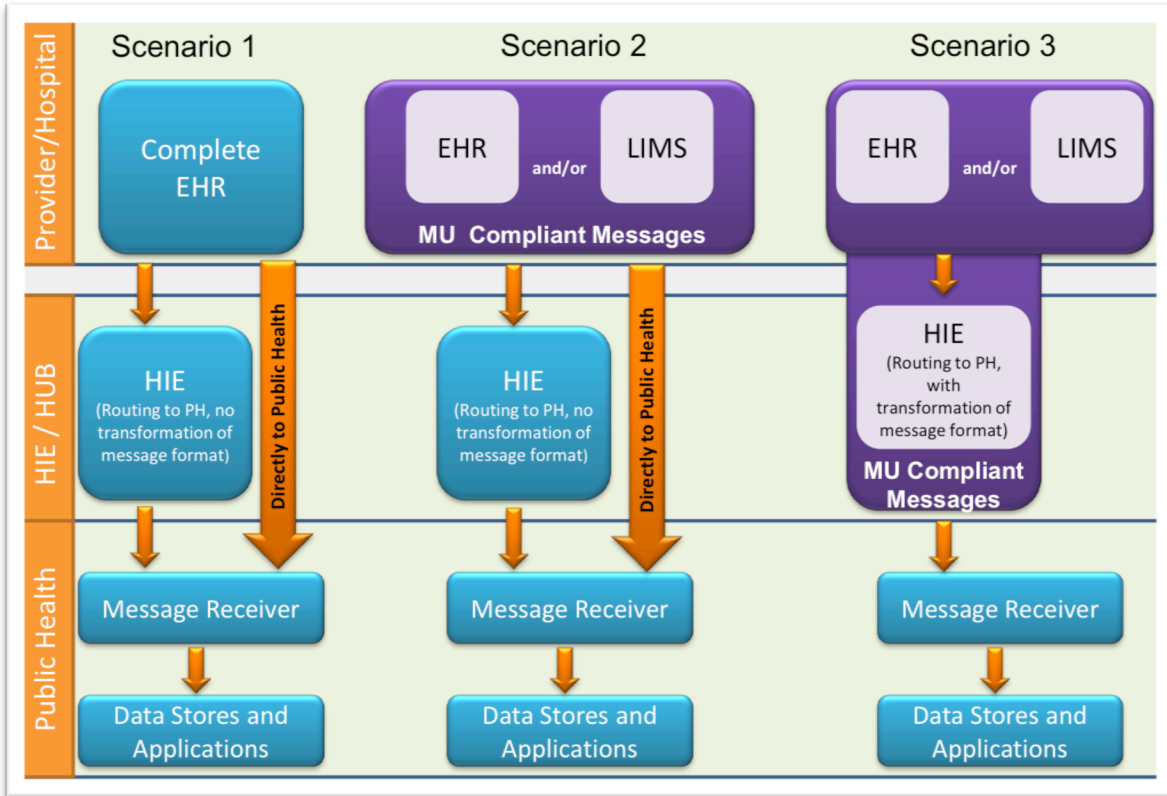 Scenario 1
Scenario 2
Scenario 3
Provider/Hospital
Complete
EHR
EHR
and/or
LIMS
MU Compliant Messages
EHR
and/or
LIMS
HIE / HUB
HIE
(Routing to PH, no
transformation of
message format)
Directly to Public Health
HIE
(Routing to PH, no
transformation of
message format)
Directly to Public Health
HIE
(Routing to PH,
with
transformation of
message format)
MU Compliant
Messages
Public Health
Message Receiver
Message Receiver
Message Receiver
Data Stores and
Applications
Data Stores and
Applications
Data Stores and
Applications